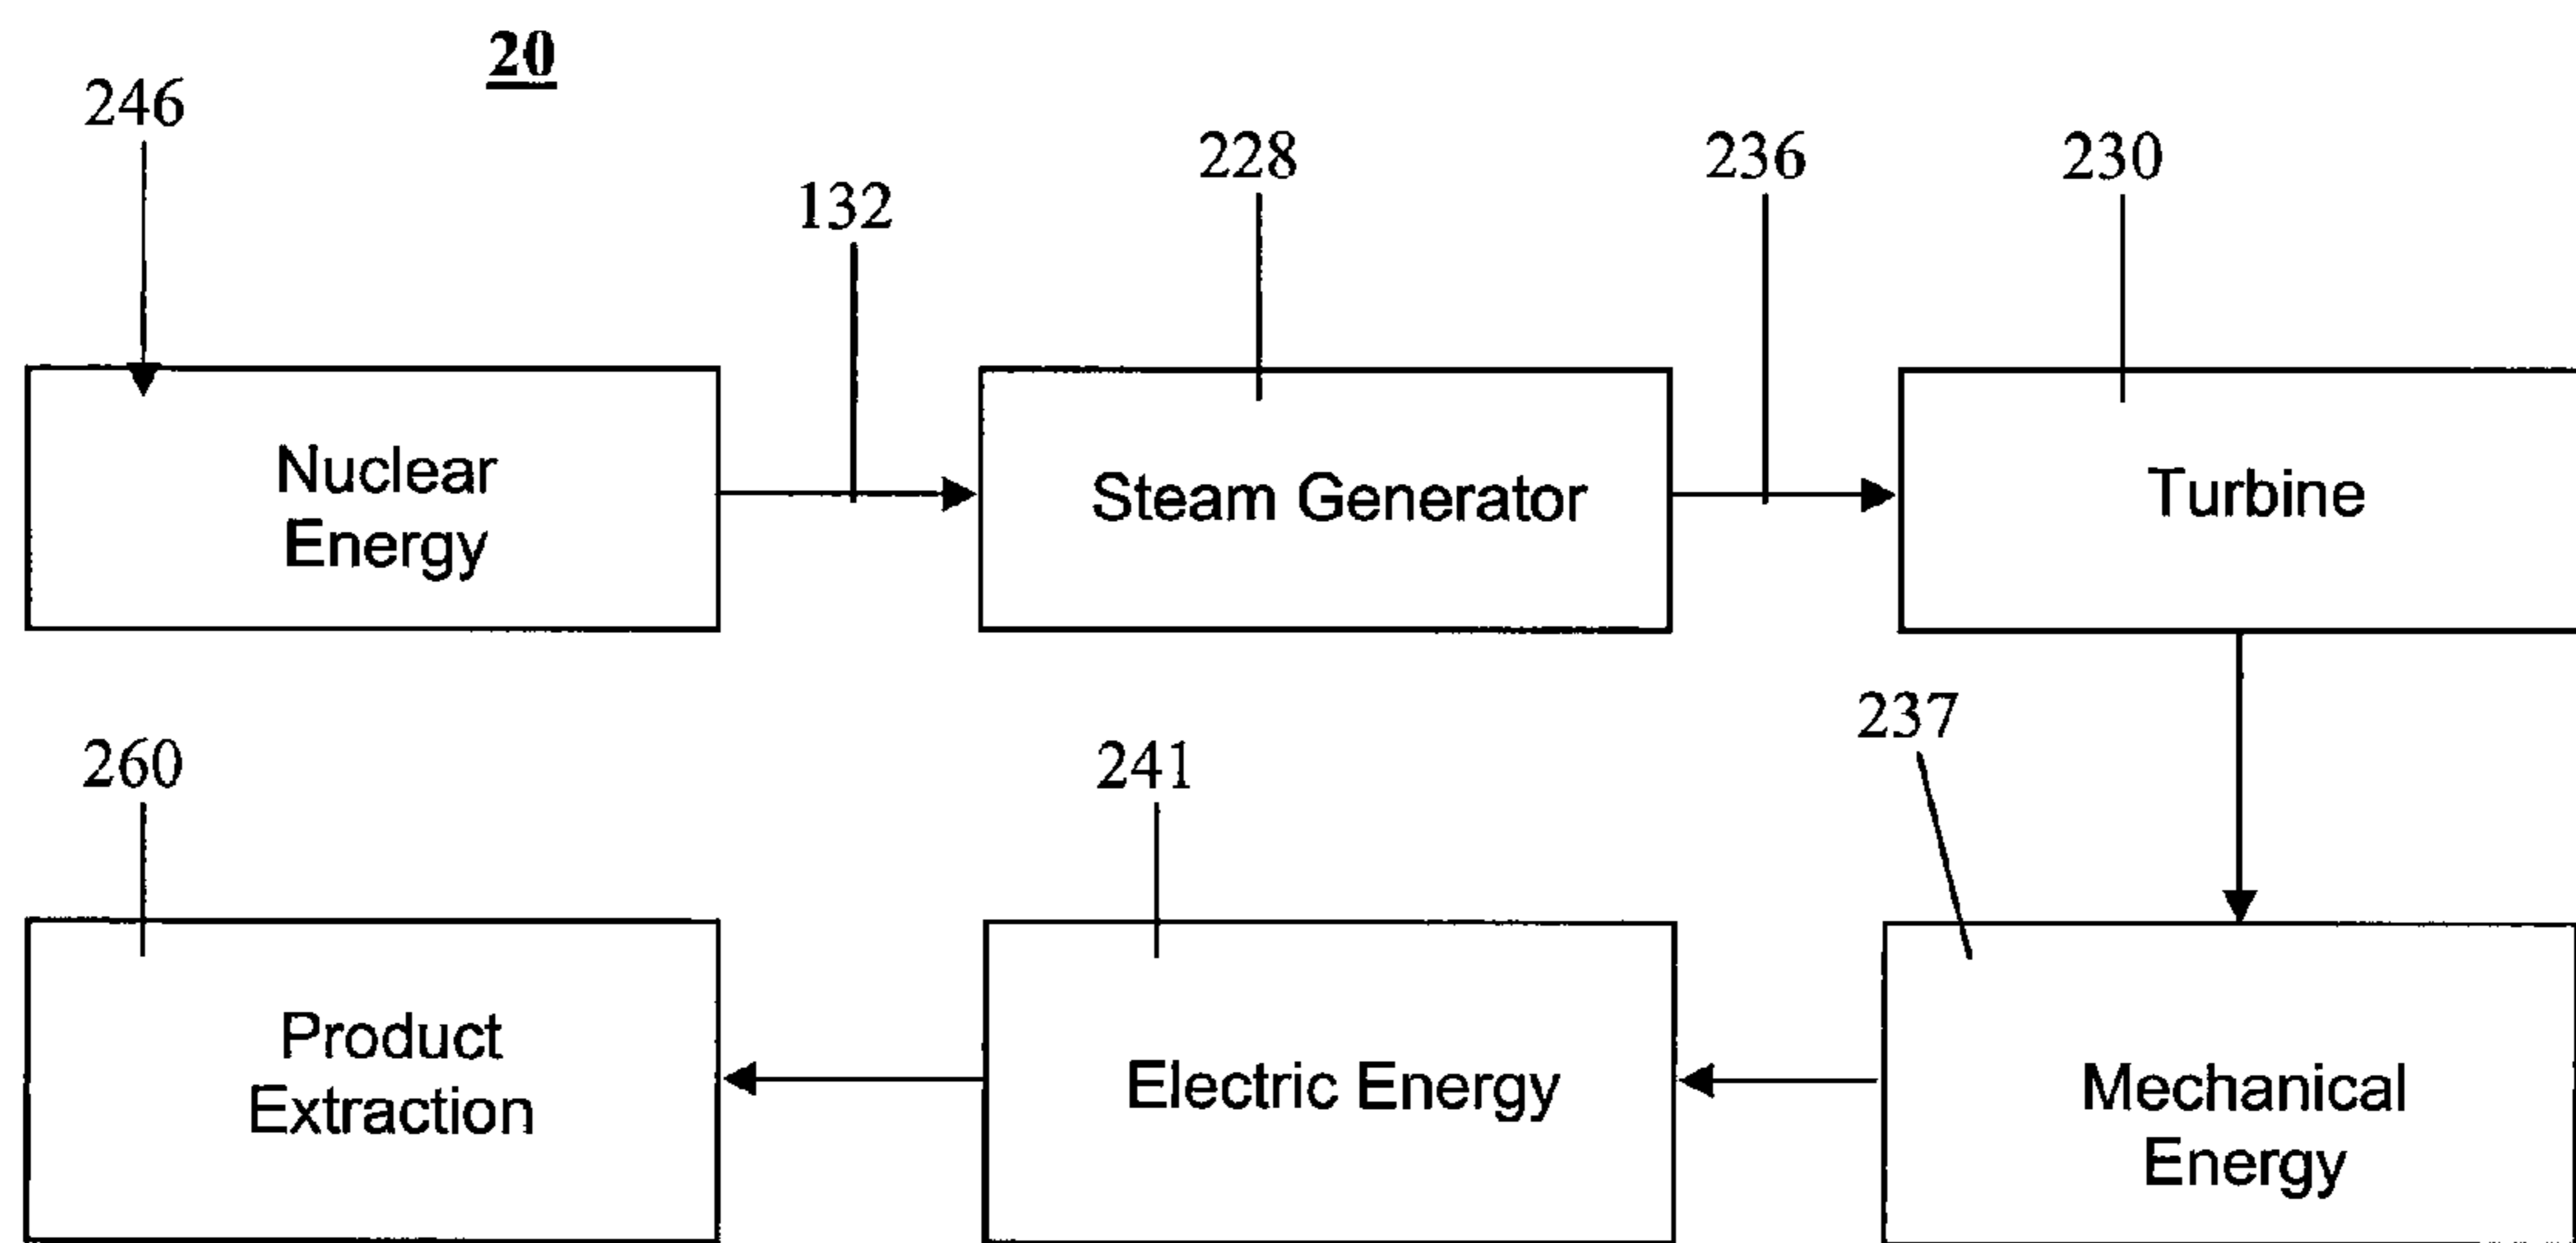 20
246
132
228
236
230
Nuclear
Energy
Steam Generator
Turbine
260
241
237
Product
Extraction
Electric Energy
Mechanical
Energy